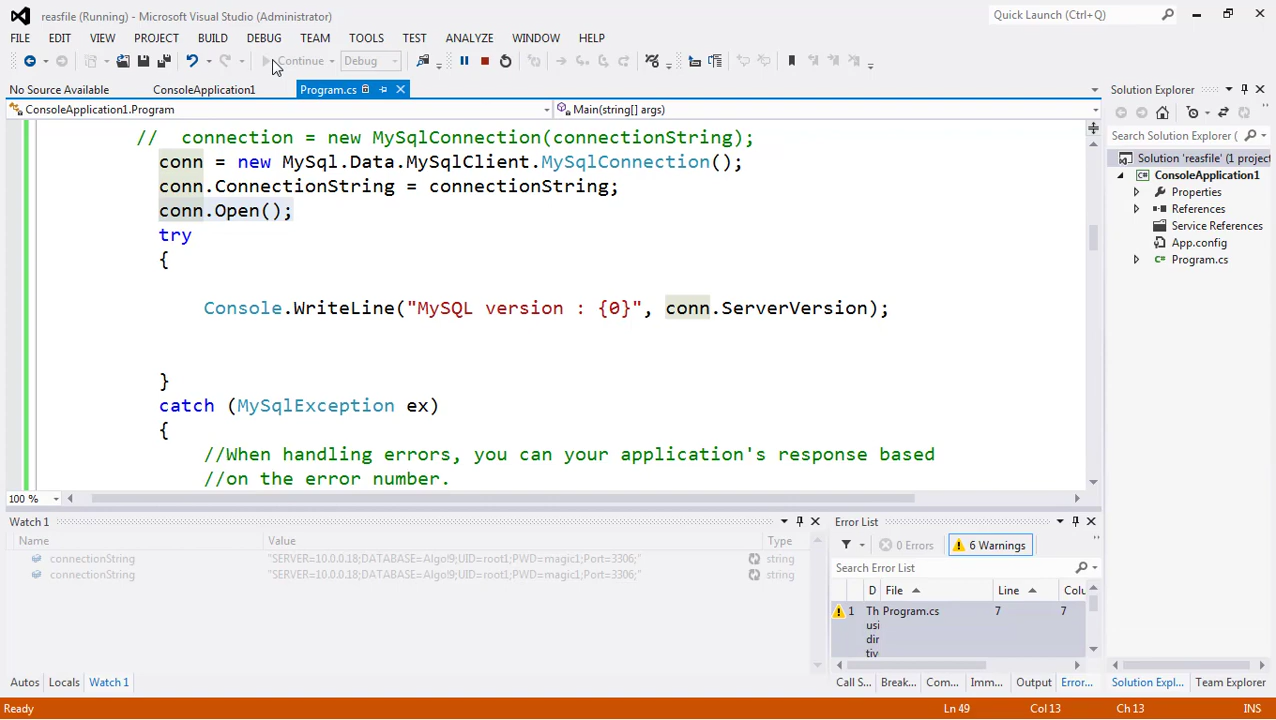 reasfile (Running) - Microsoft Visual Studio (Administrator)
Quick Launch (Ctrl+Q)
FILE EDIT VIEW PROJECT BUILD DEBUG TEAM TOOLS TEST ANALYZE WINDOW HELP
Continue Debug
No Source Available ConsoleApplication1 Program.cs
ConsoleApplication1.Program Main(string[] args)
// connection = new MySqlConnection(connectionString);
conn = new MySql.Data.MySqlClient.MySqlConnection();
conn.ConnectionString = connectionString;
conn.Open();
try
{
Console.WriteLine("MySQL version : {0}", conn.ServerVersion);
}
catch (MySqlException ex)
{
//When handling errors, you can your application's response based
//on the error number.
100 %
Solution Explorer
Search Solution Explorer (
Solution 'reasfile' (1 project
ConsoleApplication1
Properties
References
Service References
App.config
Program.cs
Watch 1
Name Value Type
connectionString "SERVER=10.0.0.18;DATABASE=Algo!9;UID=root1;PWD=magic1;Port=3306;" string
connectionString "SERVER=10.0.0.18;DATABASE=Algo!9;UID=root1;PWD=magic1;Port=3306;" string
Autos Locals Watch 1
Error List
0 Errors 6 Warnings
Search Error List
D File Line Colu
1 Th Program.cs 7 7
usi
dir
tiv
Call S... Break... Com... Imm... Output Error...
Solution Expl... Team Explorer
Ready Ln 49 Col 13 Ch 13 INS